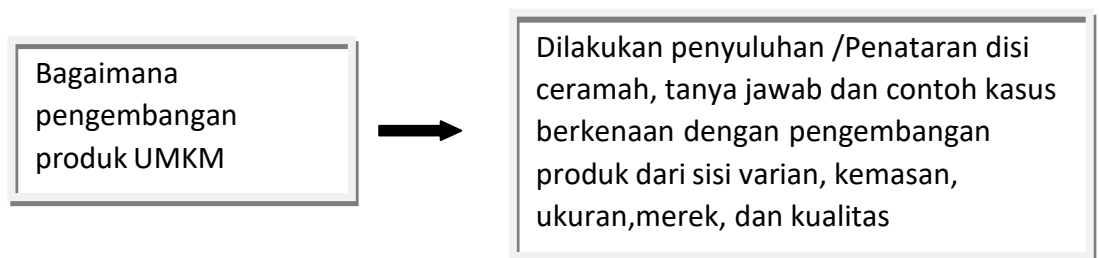 Bagaimana
pengembangan
produk UMKM
Dilakukan penyuluhan /Penataran disi
ceramah, tanya jawab dan contoh kasus
berkenaan dengan pengembangan
produk dari sisi varian, kemasan,
ukuran,merek, dan kualitas